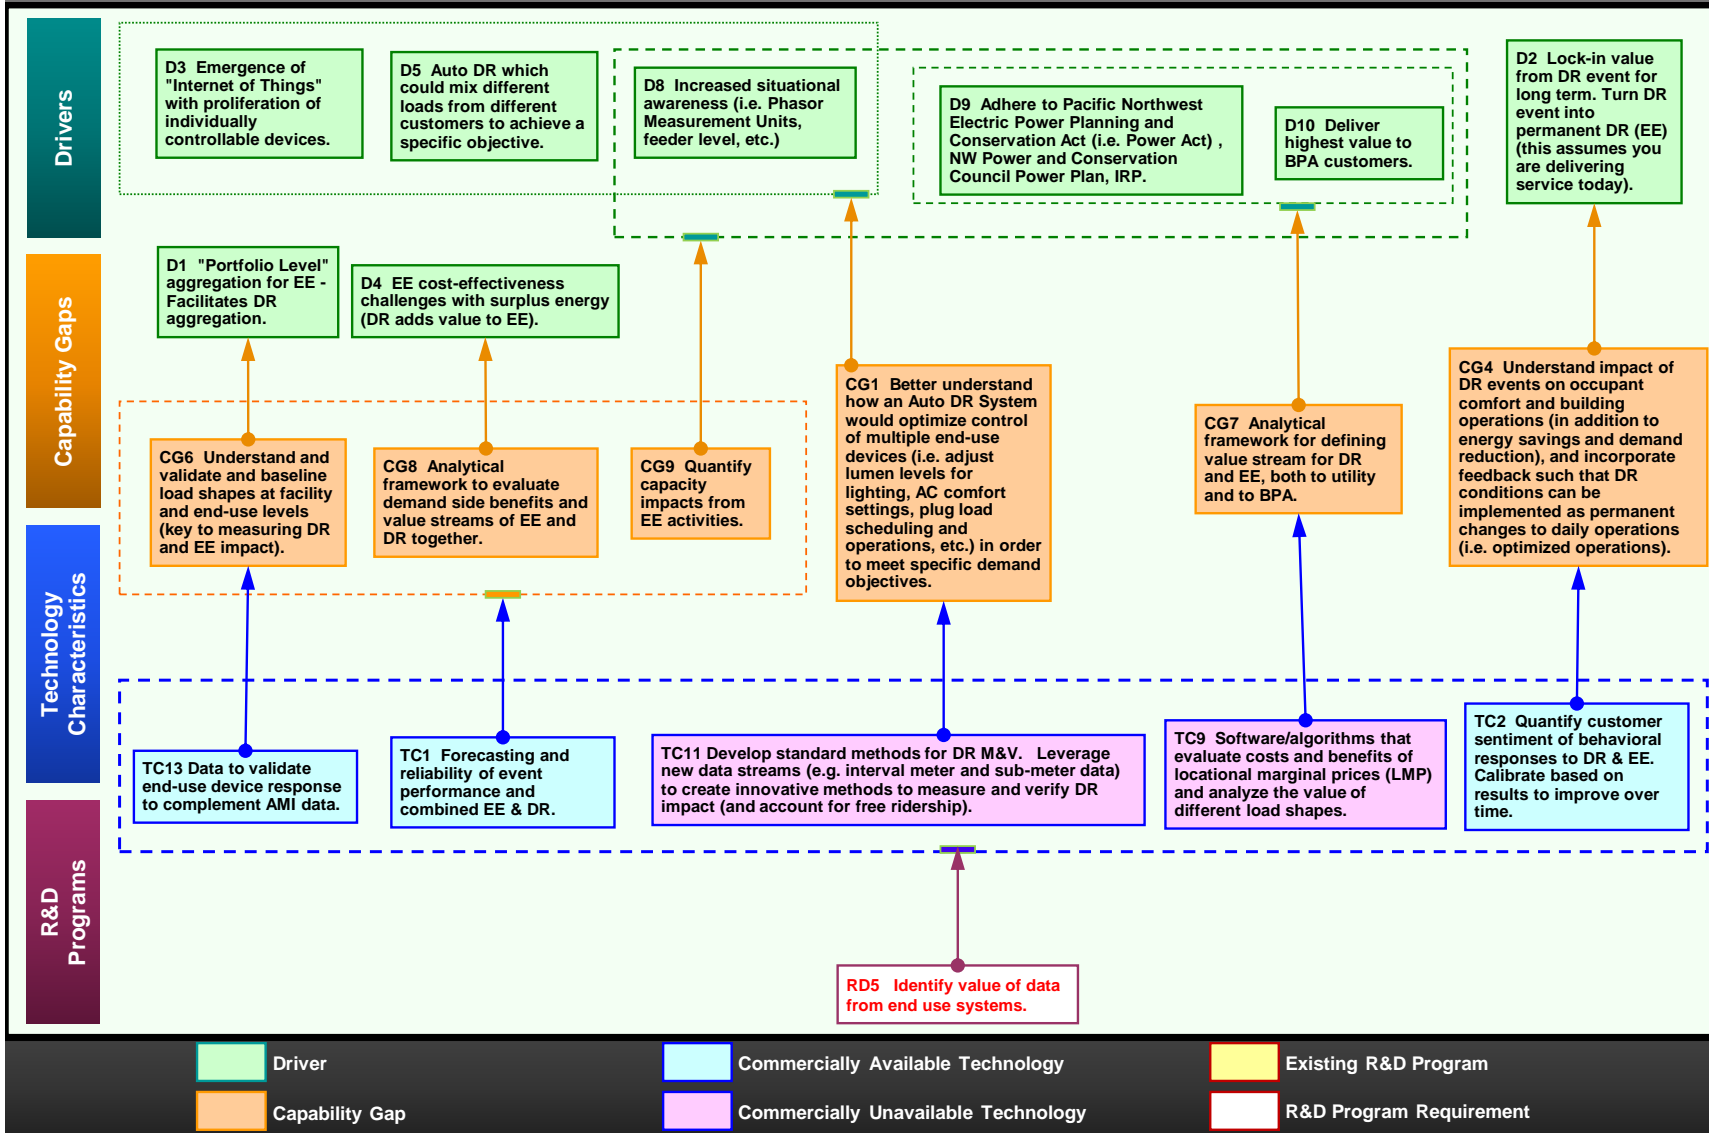 Drivers
D3 Emergence of
"Internet of Things"
with proliferation of
individually
controllable devices.
D5 Auto DR which
could mix different
loads from different
customers to achieve a
specific objective.
D8 Increased situational
awareness (i.e. Phasor
Measurement Units,
feeder level, etc.)
D9 Adhere to Pacific Northwest
Electric Power Planning and
Conservation Act (i.e. Power Act) ,
NW Power and Conservation
Council Power Plan, IRP.
D10 Deliver
highest value to
BPA customers.
D2 Lock-in value
from DR event for
long term. Turn DR
event into
permanent DR (EE)
(this assumes you
are delivering
service today).
Capability Gaps
D1 "Portfolio Level"
aggregation for EE -
Facilitates DR
aggregation.
D4 EE cost-effectiveness
challenges with surplus energy
(DR adds value to EE).
CG6 Understand and
validate and baseline
load shapes at facility
and end-use levels
(key to measuring DR
and EE impact).
CG8 Analytical
framework to evaluate
demand side benefits and
value streams of EE and
DR together.
CG9 Quantify
capacity
impacts from
EE activities.
CG1 Better understand
how an Auto DR System
would optimize control
of multiple end-use
devices (i.e. adjust
lumen levels for
lighting, AC comfort
settings, plug load
scheduling and
operations, etc.) in order
to meet specific demand
objectives.
CG7 Analytical
framework for defining
value stream for DR
and EE, both to utility
and to BPA.
CG4 Understand impact of
DR events on occupant
comfort and building
operations (in addition to
energy savings and demand
reduction), and incorporate
feedback such that DR
conditions can be
implemented as permanent
changes to daily operations
(i.e. optimized operations).
Technology
Characteristics
TC13 Data to validate
end-use device response
to complement AMI data.
TC1 Forecasting and
reliability of event
performance and
combined EE & DR.
TC11 Develop standard methods for DR M&V. Leverage
new data streams (e.g. interval meter and sub-meter data)
to create innovative methods to measure and verify DR
impact (and account for free ridership).
TC9 Software/algorithms that
evaluate costs and benefits of
locational marginal prices (LMP)
and analyze the value of
different load shapes.
TC2 Quantify customer
sentiment of behavioral
responses to DR & EE.
Calibrate based on
results to improve over
time.
R&D
Programs
RD5 Identify value of data
from end use systems.
Driver
Commercially Available Technology
Existing R&D Program
Capability Gap
Commercially Unavailable Technology
R&D Program Requirement